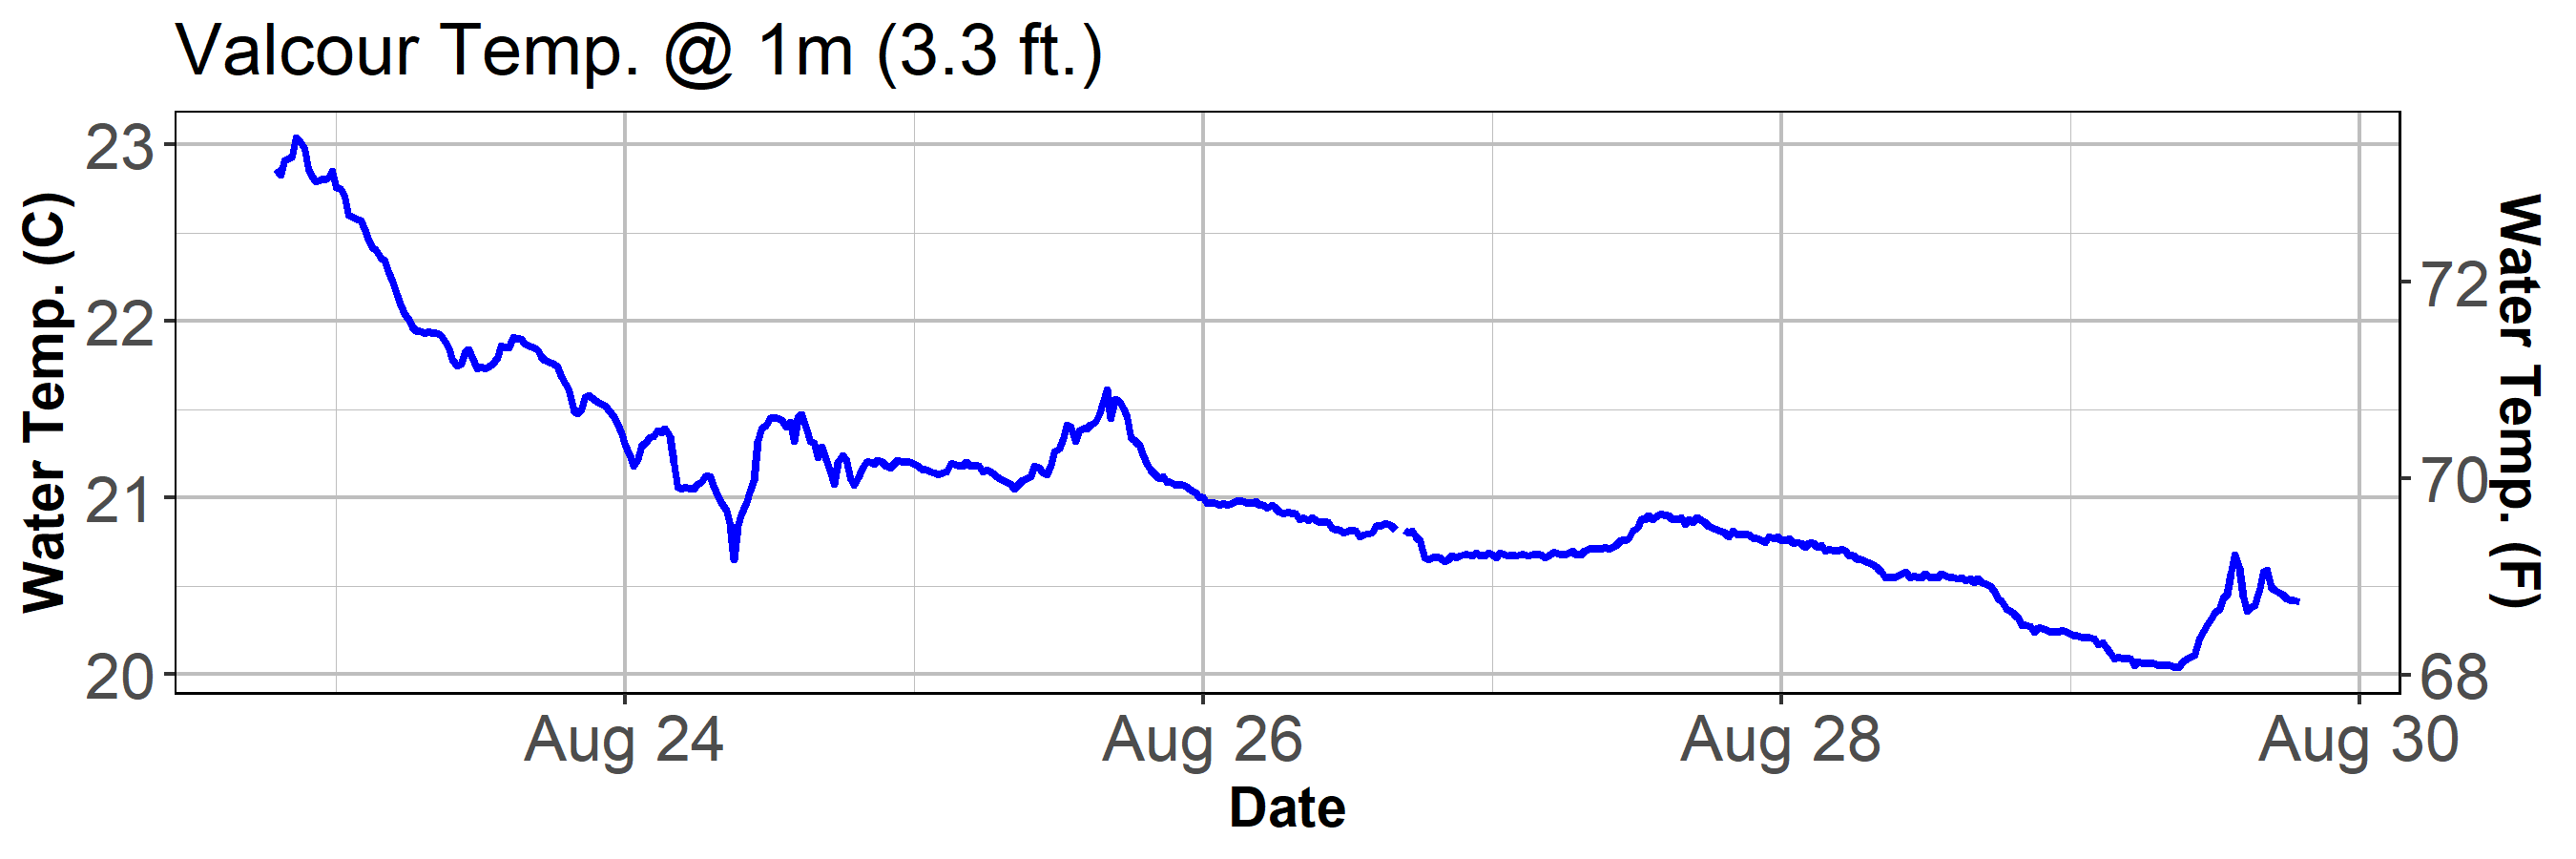 Valcour Temp. @ 1m (3.3 ft.)
Water Temp. (C)
23
22
21
20
72
70
68
Water Temp. (F)
Aug 24
Aug 26
Aug 28
Aug 30
Date